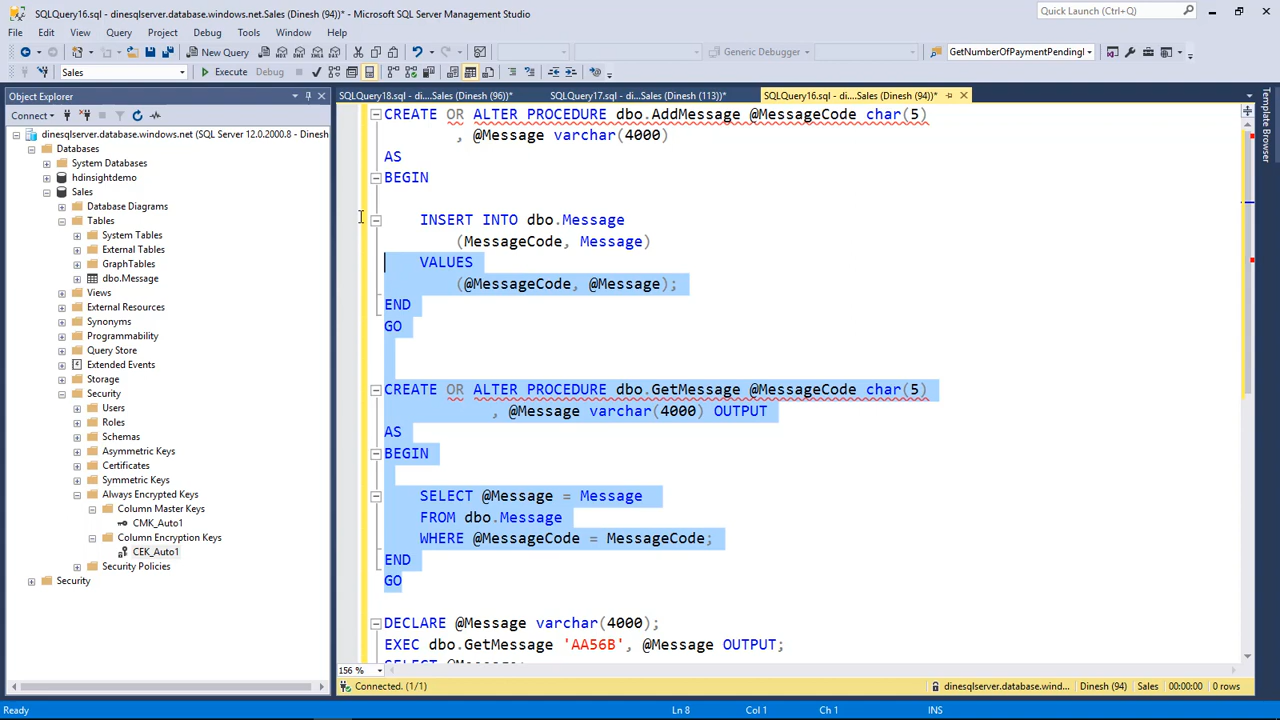 SQLQuery16.sql - dinesqlserver.database.windows.net.Sales (Dinesh (94))* - Microsoft SQL Server Management Studio
Quick Launch (Ctrl+Q)
File Edit View Query Project Debug Tools Window Help
New Query
Generic Debugger
GetNumberOfPaymentPendingI
Sales
Execute
Debug
Object Explorer
SQLQuery18.sql - di....Sales (Dinesh (96))*
SQLQuery17.sql - di...Sales (Dinesh (113))*
SQLQuery16.sql - di....Sales (Dinesh (94))*
Template Browser
Connect
dinesqlserver.database.windows.net (SQL Server 12.0.2000.8 - Dinesh
Databases
System Databases
hdinsightdemo
Sales
Database Diagrams
Tables
System Tables
External Tables
GraphTables
dbo.Message
Views
External Resources
Synonyms
Programmability
Query Store
Extended Events
Storage
Security
Users
Roles
Schemas
Asymmetric Keys
Certificates
Symmetric Keys
Always Encrypted Keys
Column Master Keys
CMK_Auto1
Column Encryption Keys
CEK_Auto1
Security Policies
Security
CREATE OR ALTER PROCEDURE dbo.AddMessage @MessageCode char(5)
, @Message varchar(4000)
AS
BEGIN
INSERT INTO dbo.Message
(MessageCode, Message)
VALUES
(@MessageCode, @Message);
END
GO
CREATE OR ALTER PROCEDURE dbo.GetMessage @MessageCode char(5)
, @Message varchar(4000) OUTPUT
AS
BEGIN
SELECT @Message = Message
FROM dbo.Message
WHERE @MessageCode = MessageCode;
END
GO
DECLARE @Message varchar(4000);
EXEC dbo.GetMessage 'AA56B', @Message OUTPUT;
SELECT @Message;
156 %
Connected. (1/1)
dinesqlserver.database.wind...
Dinesh (94)
Sales
00:00:00
0 rows
Ready
Ln 8
Col 1
Ch 1
INS